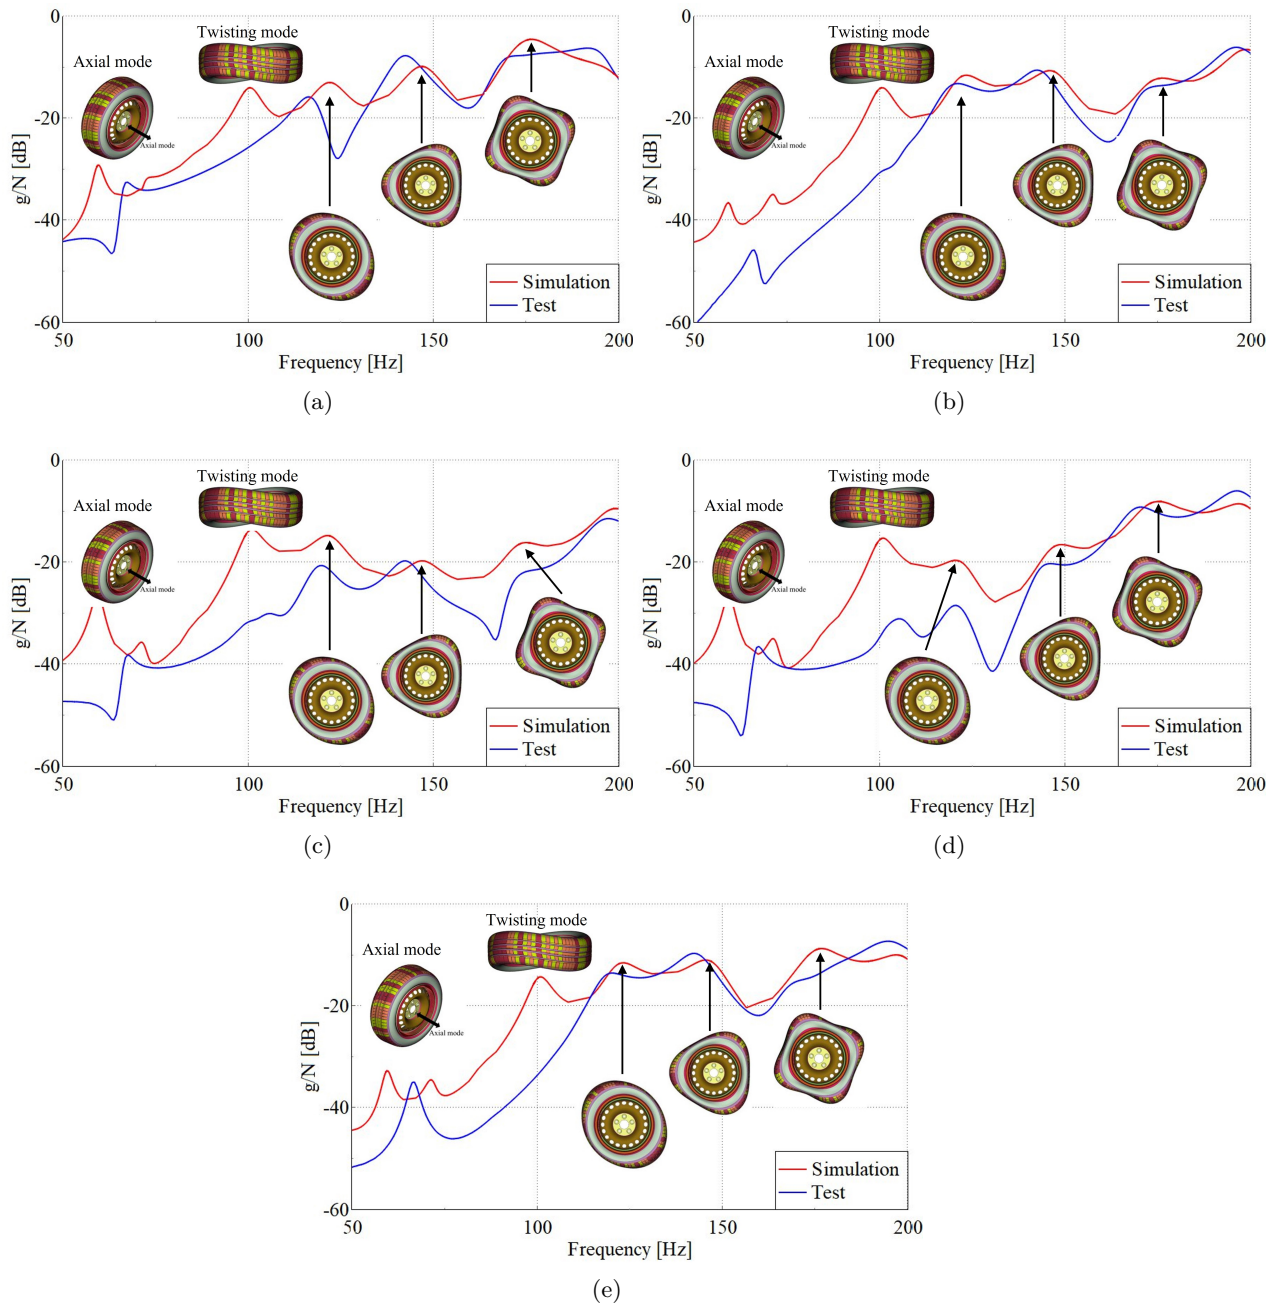 0
-20
-40
-60
g/N [dB]
Axial mode
Axial mode
Twisting mode
Simulation
Test
50
100
150
200
Frequency [Hz]
(a)
0
-20
-40
-60
g/N [dB]
Axial mode
Axial mode
Twisting mode
Simulation
Test
50
100
150
200
Frequency [Hz]
(b)
0
-20
-40
-60
g/N [dB]
Axial mode
Axial mode
Twisting mode
Simulation
Test
50
100
150
200
Frequency [Hz]
(c)
0
-20
-40
-60
g/N [dB]
Axial mode
Axial mode
Twisting mode
Simulation
Test
50
100
150
200
Frequency [Hz]
(d)
0
-20
-40
-60
g/N [dB]
Axial mode
Axial mode
Twisting mode
Simulation
Test
50
100
150
200
Frequency [Hz]
(e)